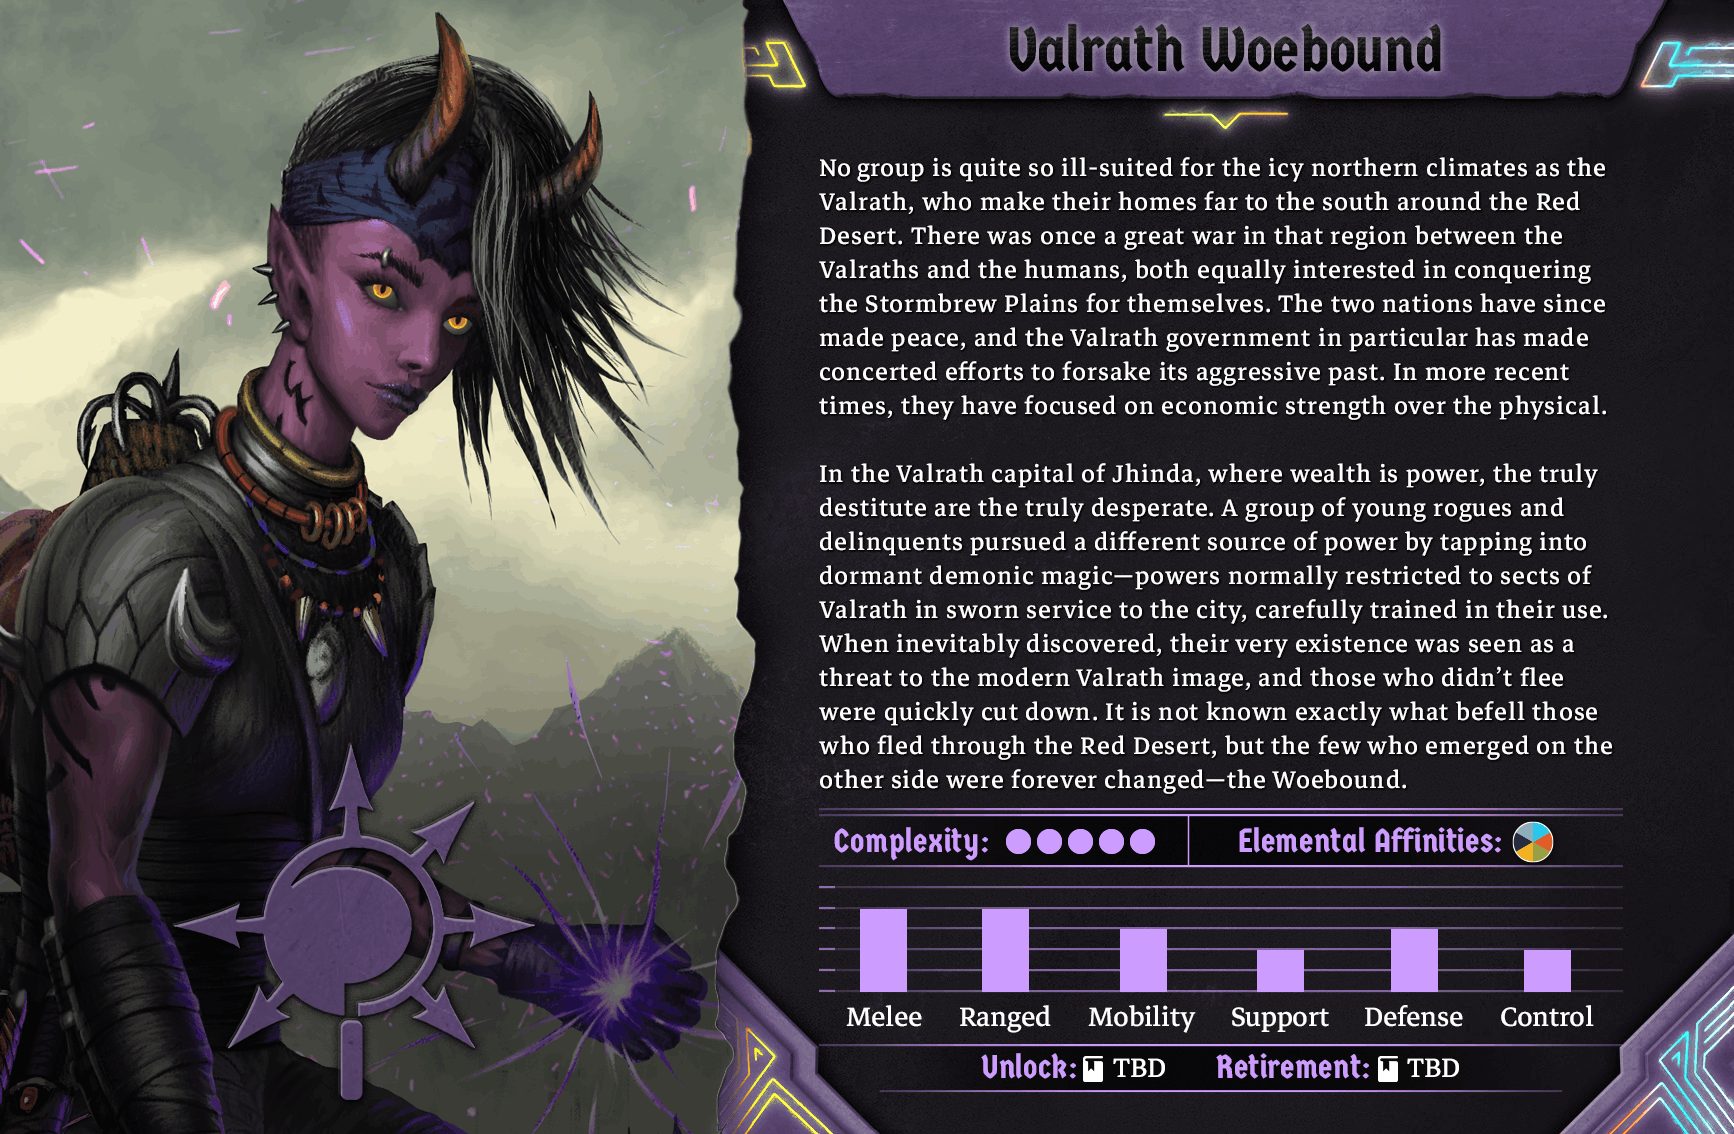 Valrath Woebound
No group is quite so ill-suited for the icy northern climates as the
Valrath, who make their homes far to the south around the Red
Desert. There was once a great war in that region between the
Valraths and the humans, both equally interested in conquering
the Stormbrew Plains for themselves. The two nations have since
made peace, and the Valrath government in particular has made
concerted efforts to forsake its aggressive past. In more recent
times, they have focused on economic strength over the physical.
In the Valrath capital of Jhinda, where wealth is power, the truly
destitute are the truly desperate. A group of young rogues and
delinquents pursued a different source of power by tapping into
dormant demonic magic—powers normally restricted to sects of
Valrath in sworn service to the city, carefully trained in their use.
When inevitably discovered, their very existence was seen as a
threat to the modern Valrath image, and those who didn’t flee
were quickly cut down. It is not known exactly what befell those
who fled through the Red Desert, but the few who emerged on the
other side were forever changed—the Woebound.
Complexity: Elemental Affinities:
Melee Ranged Mobility Support Defense Control
Unlock: TBD Retirement: TBD